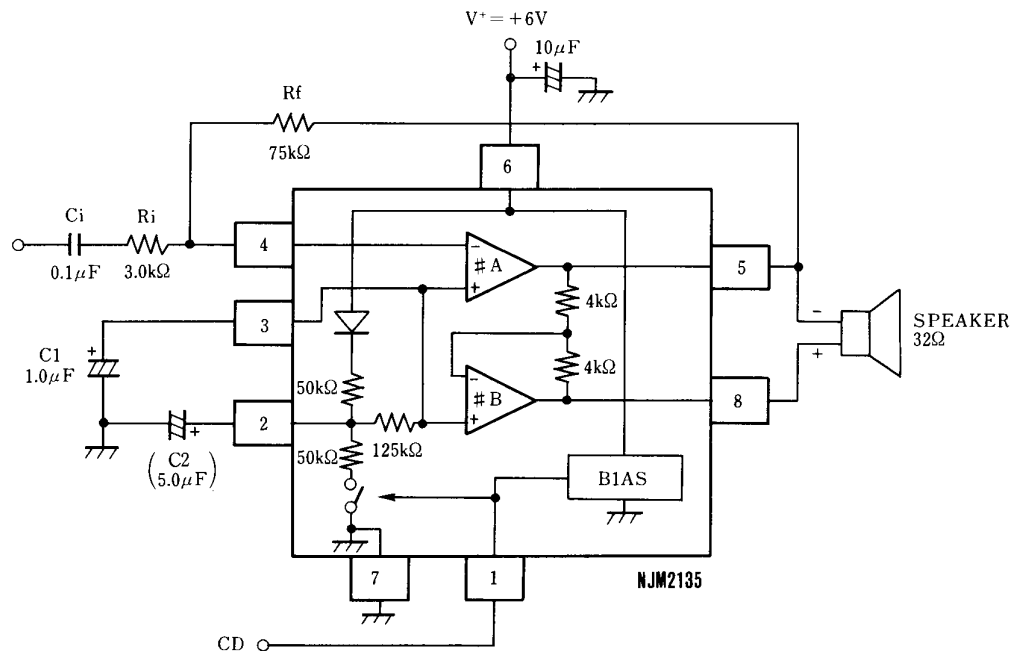 V⁺=+6V
10μF
+
Rf
75kΩ
6
Ci
Ri
0.1μF
3.0kΩ
4
−
#A
+
5
4kΩ
3
−
SPEAKER
32Ω
+
C1
1.0μF
+
50kΩ
4kΩ
−
#B
+
8
2
+
C2
(5.0μF)
125kΩ
50kΩ
B1AS
7
1
NJM2135
CD